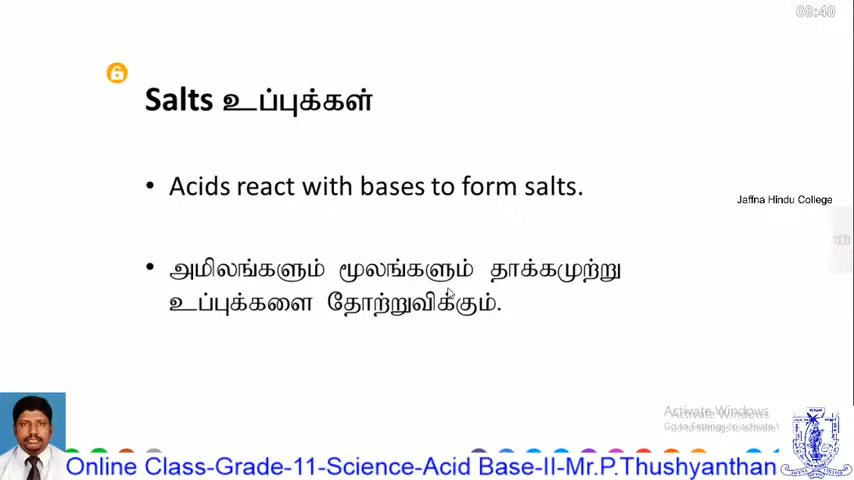 08:40
Salts உப்புக்கள்
• Acids react with bases to form salts.
Jaffna Hindu College
• அமிலங்களும் மூலங்களும் தாக்கமுற்று
உப்புக்களை தோற்றுவிக்கும்.
Activate Windows
Activate Windows
Go to Settings to activate
Online Class-Grade-11-Science-Acid Base-II-Mr.P.Thushyanthan